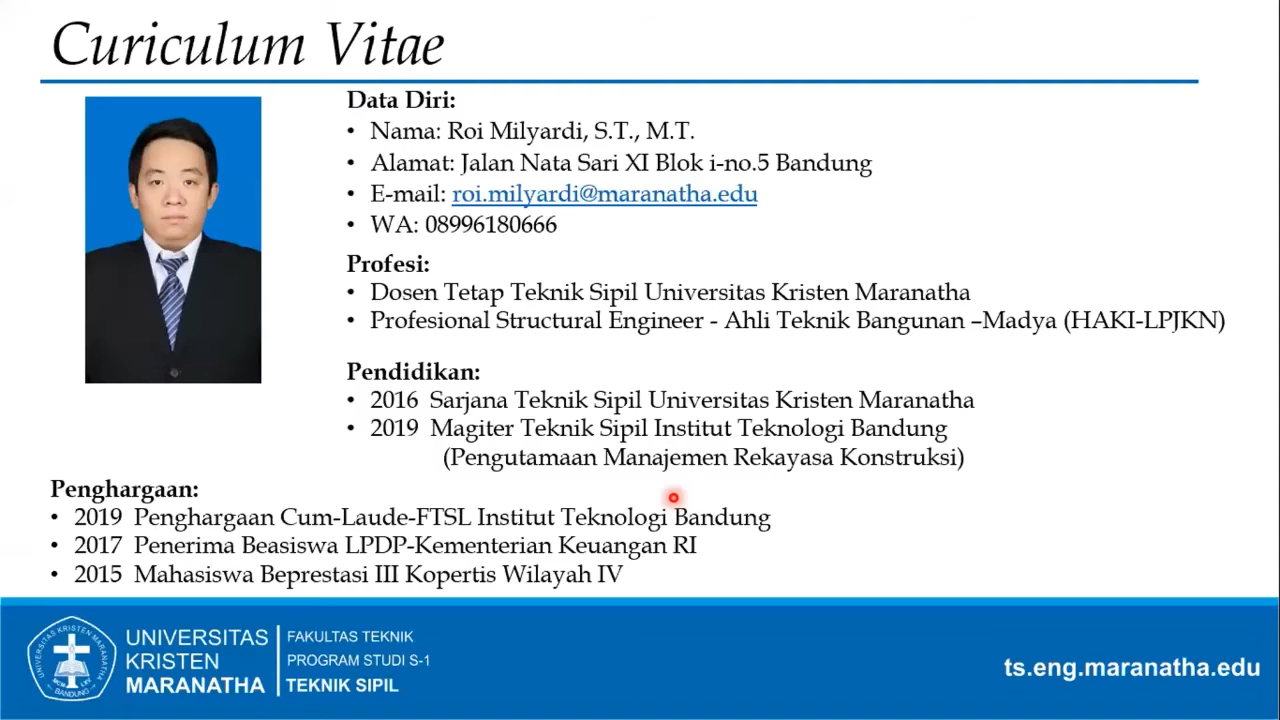 Curiculum Vitae
Data Diri:
• Nama: Roi Milyardi, S.T., M.T.
• Alamat: Jalan Nata Sari XI Blok i-no.5 Bandung
• E-mail: roi.milyardi@maranatha.edu
• WA: 08996180666
Profesi:
• Dosen Tetap Teknik Sipil Universitas Kristen Maranatha
• Profesional Structural Engineer - Ahli Teknik Bangunan –Madya (HAKI-LPJKN)
Pendidikan:
• 2016 Sarjana Teknik Sipil Universitas Kristen Maranatha
• 2019 Magiter Teknik Sipil Institut Teknologi Bandung
(Pengutamaan Manajemen Rekayasa Konstruksi)
Penghargaan:
• 2019 Penghargaan Cum-Laude-FTSL Institut Teknologi Bandung
• 2017 Penerima Beasiswa LPDP-Kementerian Keuangan RI
• 2015 Mahasiswa Beprestasi III Kopertis Wilayah IV
UNIVERSITAS KRISTEN MARANATHA
BANDUNG
UNIVERSITAS
KRISTEN
MARANATHA
FAKULTAS TEKNIK
PROGRAM STUDI S-1
TEKNIK SIPIL
ts.eng.maranatha.edu